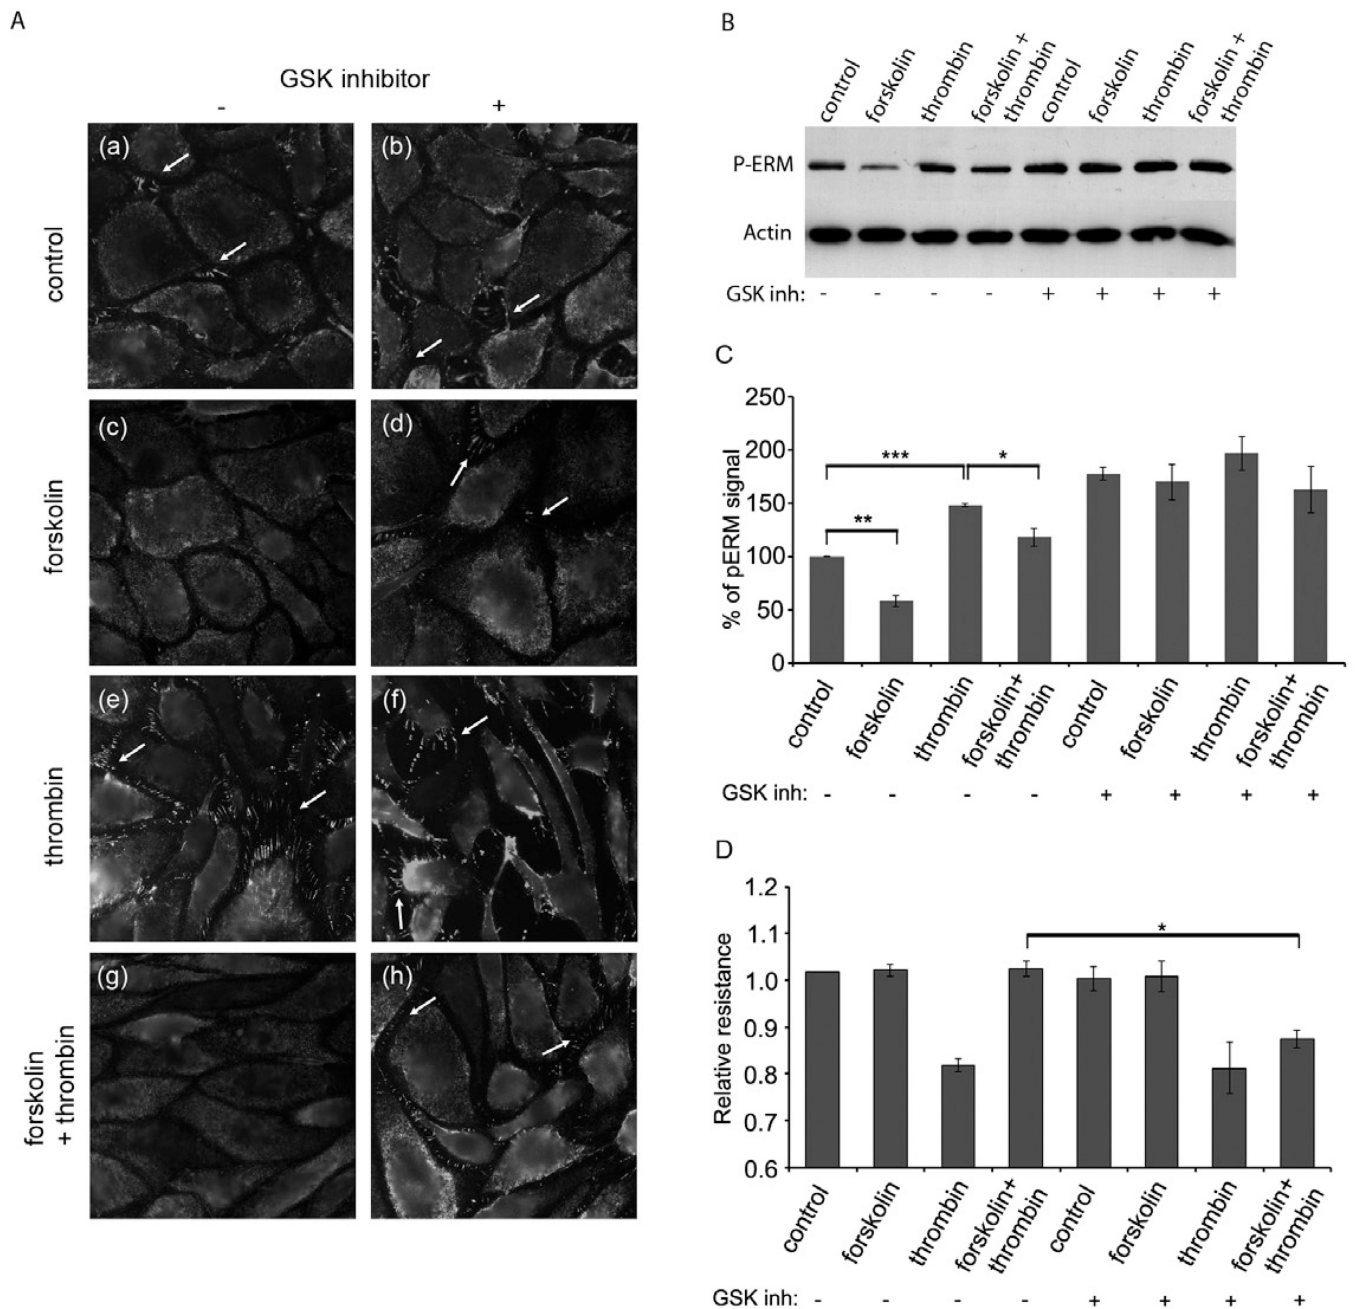 A
GSK inhibitor
- +
control
(a) (b)
forskolin
(c) (d)
thrombin
(e) (f)
forskolin
+ thrombin
(g) (h)
B
control forskolin thrombin forskolin + thrombin control forskolin thrombin forskolin + thrombin
P-ERM
Actin
GSK inh: - - - - + + + +
C
% of pERM signal
250
200
150
100
50
0
*** *
**
control forskolin thrombin forskolin+ thrombin control forskolin thrombin forskolin+ thrombin
GSK inh: - - - - + + + +
D
Relative resistance
1.2
1.1
1.0
0.9
0.8
0.7
0.6
*
control forskolin thrombin forskolin+ thrombin control forskolin thrombin forskolin+ thrombin
GSK inh: - - - - + + + +